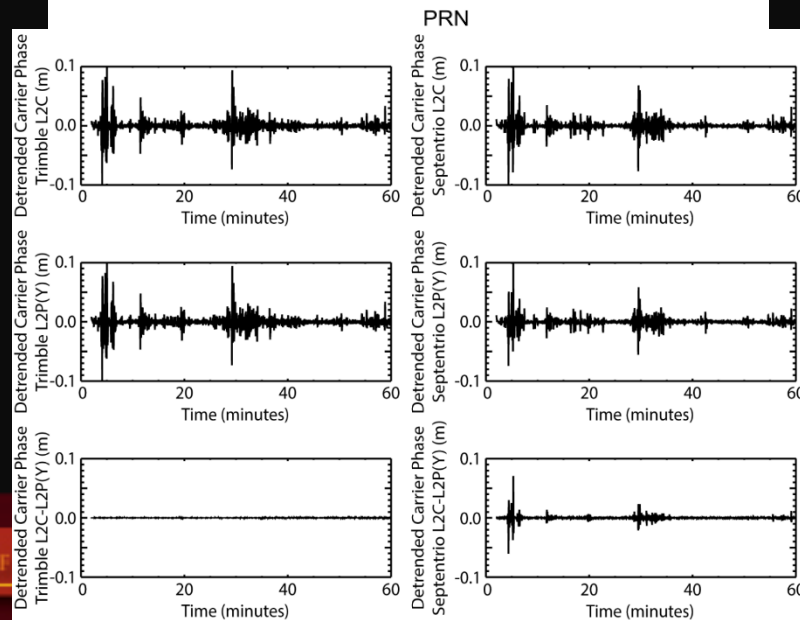 PRN
Detrended Carrier Phase
Trimble L2C (m)
0.1
0.0
-0.1
0
20
40
60
Time (minutes)
Detrended Carrier Phase
Septentrio L2C (m)
0.1
0.0
-0.1
0
20
40
60
Time (minutes)
Detrended Carrier Phase
Trimble L2P(Y) (m)
0.1
0.0
-0.1
0
20
40
60
Time (minutes)
Detrended Carrier Phase
Septentrio L2P(Y) (m)
0.1
0.0
-0.1
0
20
40
60
Time (minutes)
Detrended Carrier Phase
Trimble L2C-L2P(Y) (m)
0.1
0.0
-0.1
0
20
40
60
Time (minutes)
Detrended Carrier Phase
Septentrio L2C-L2P(Y) (m)
0.1
0.0
-0.1
0
20
40
60
Time (minutes)
F